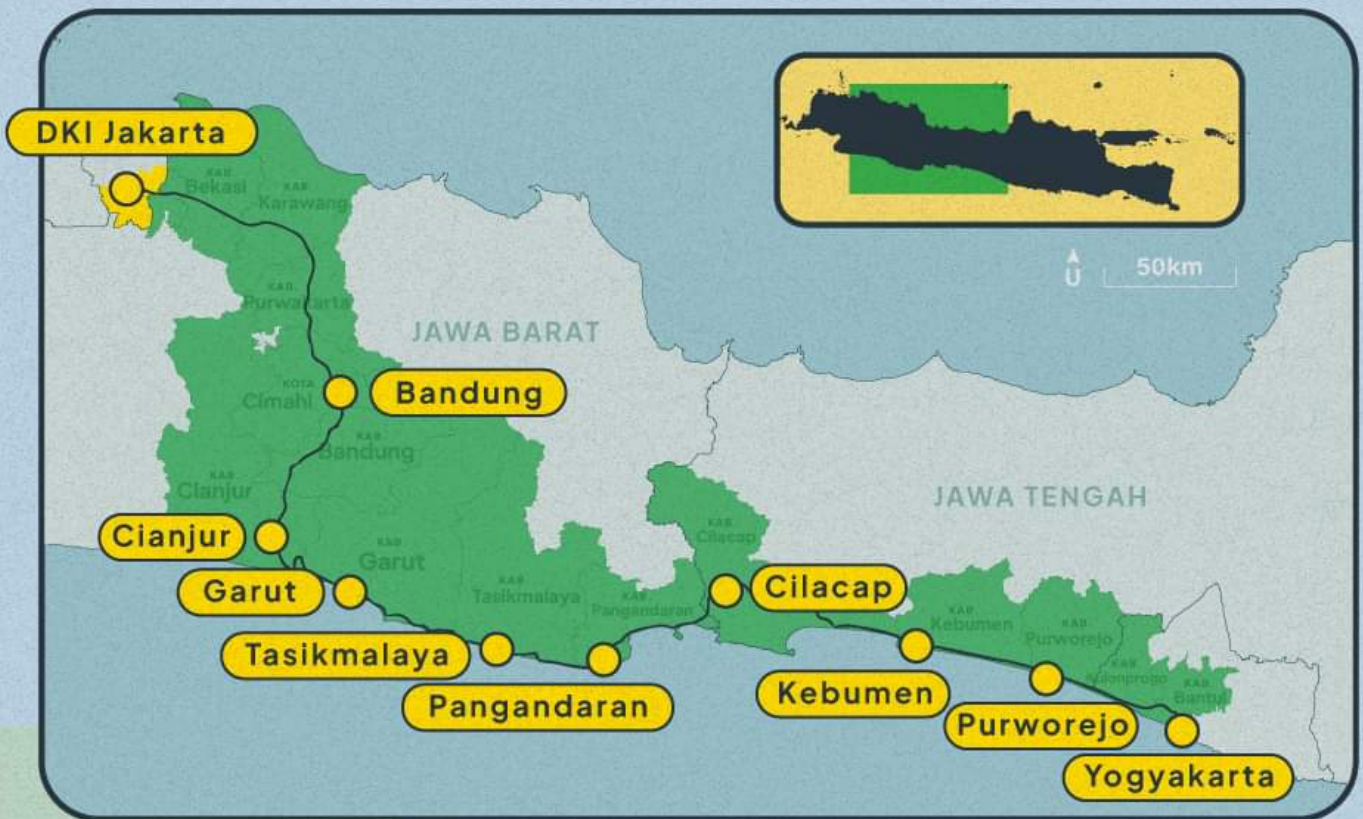 DKI Jakarta
KAB.
Bekasi
KAB.
Karawang
U
50km
KAB.
Purwakarta
JAWA BARAT
KOTA
Cimahi
Bandung
KAB.
Bandung
KAB.
Cianjur
JAWA TENGAH
Cianjur
KAB.
Garut
KAB.
Cilacap
Garut
KAB.
Tasikmalaya
KAB.
Pangandaran
Cilacap
KAB.
Kebumen
KAB.
Purworejo
Tasikmalaya
KAB.
Kulonprogo
KAB.
Bantul
Pangandaran
Kebumen
Purworejo
Yogyakarta